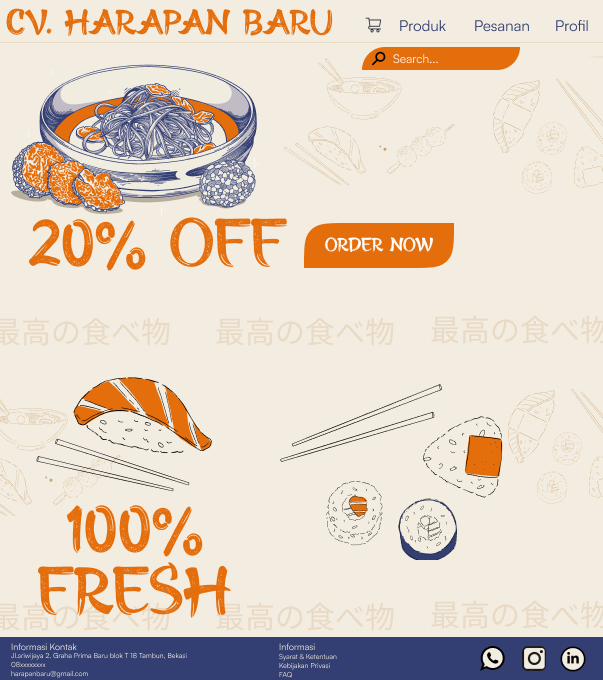 CV. HARAPAN BARU
Produk Pesanan Profil
Search...
20% OFF
ORDER NOW
最高の食べ物 最高の食べ物 最高の食べ物
100%
FRESH
最高の食べ物 最高の食べ物 最高の食べ物
Informasi Kontak
Jl.sriwijaya 2, Graha Prima Baru blok T 18 Tambun, Bekasi
08xxxxxxxx
harapenbaru@gmail.com
Informasi
Syarat & Ketentuan
Kebijakan Privasi
FAQ
in